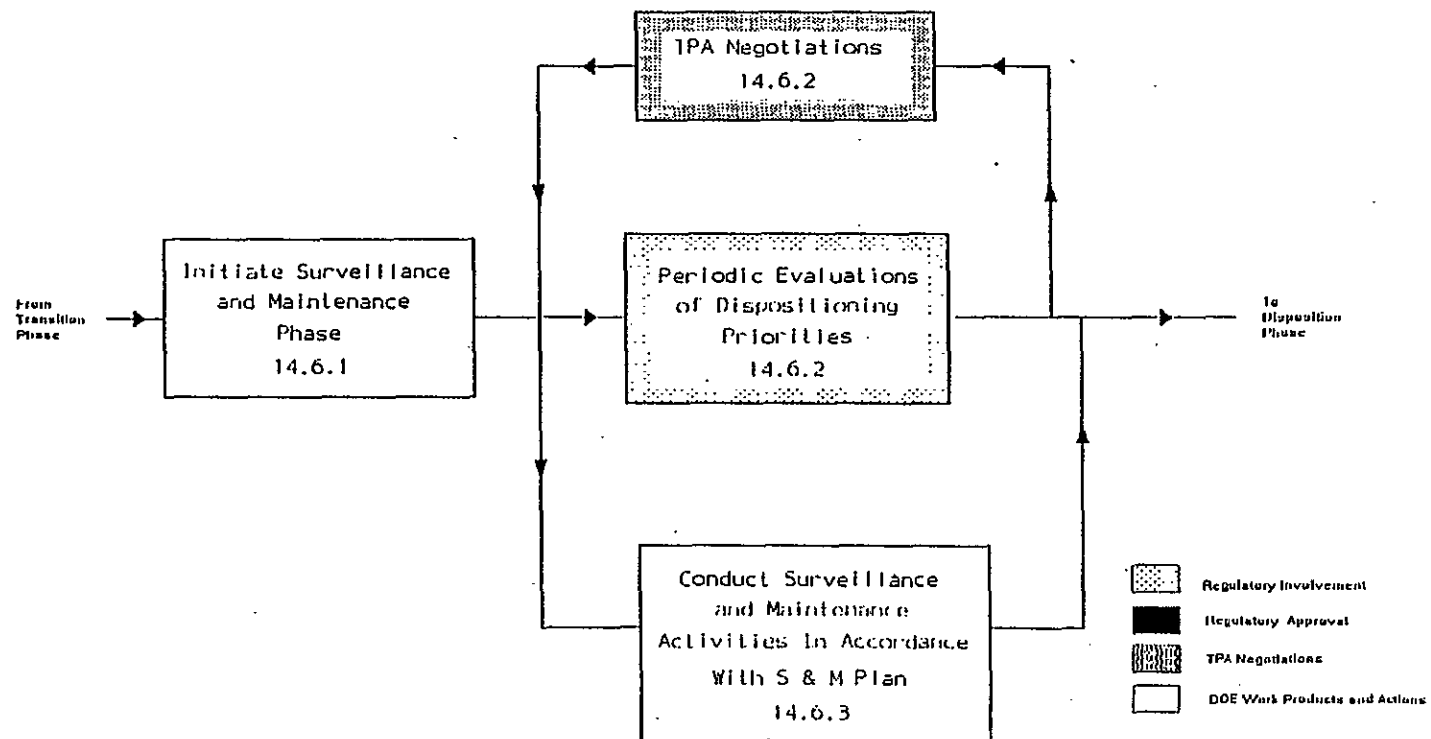 TPA Negotiations
14.6.2
Initiate Surveillance
and Maintenance
Phase
14.6.1
From
Transition
Phase
Periodic Evaluations
of Dispositioning
Priorities
14.6.2
To
Disposition
Phase
Conduct Surveillance
and Maintenance
Activities In Accordance
With S & M Plan
14.6.3
Regulatory Involvement
Regulatory Approval
TPA Negotiations
DOE Work Products and Actions